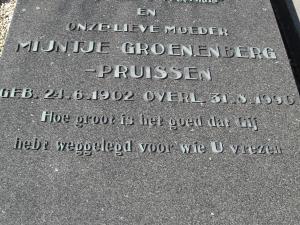 EN
ONZE LIEVE MOEDER
MIJNTJE GROENENBERG
-PRUISSEN
GEB. 24.6.1902 OVERL. 31.8.1990
Hoe groot is het goed dat Gij
hebt weggelegd voor wie U vrezen